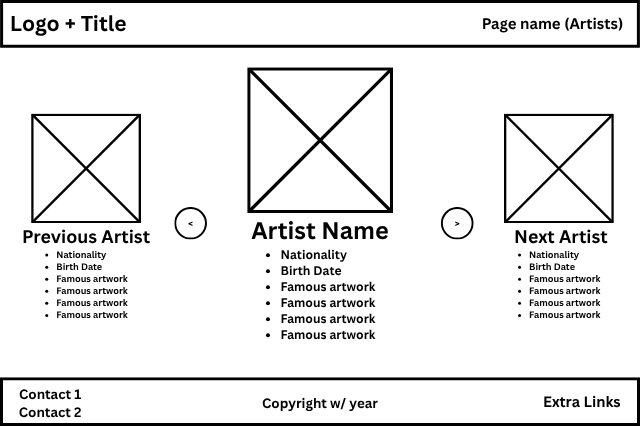 Logo + Title
Page name (Artists)
Previous Artist
• Nationality
• Birth Date
• Famous artwork
• Famous artwork
• Famous artwork
• Famous artwork
<
Artist Name
• Nationality
• Birth Date
• Famous artwork
• Famous artwork
• Famous artwork
• Famous artwork
>
Next Artist
• Nationality
• Birth Date
• Famous artwork
• Famous artwork
• Famous artwork
• Famous artwork
Contact 1
Contact 2
Copyright w/ year
Extra Links